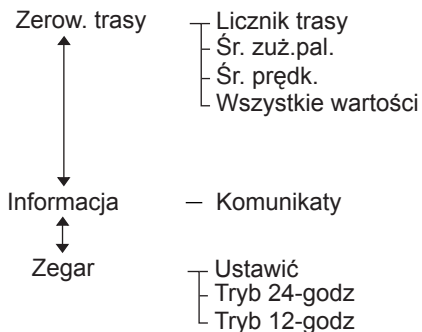 Zerow. trasy
Licznik trasy
Śr. zuż.pal.
Śr. prędk.
Wszystkie wartości
Informacja
Komunikaty
Zegar
Ustawić
Tryb 24-godz
Tryb 12-godz